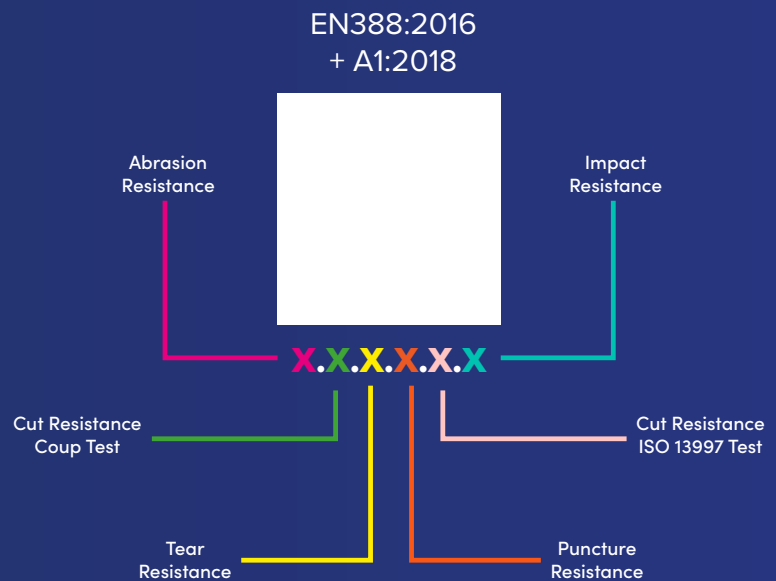 EN388:2016
+ A1:2018
Abrasion
Resistance
Impact
Resistance
X.X.X.X.X.X
Cut Resistance
Coup Test
Cut Resistance
ISO 13997 Test
Tear
Resistance
Puncture
Resistance